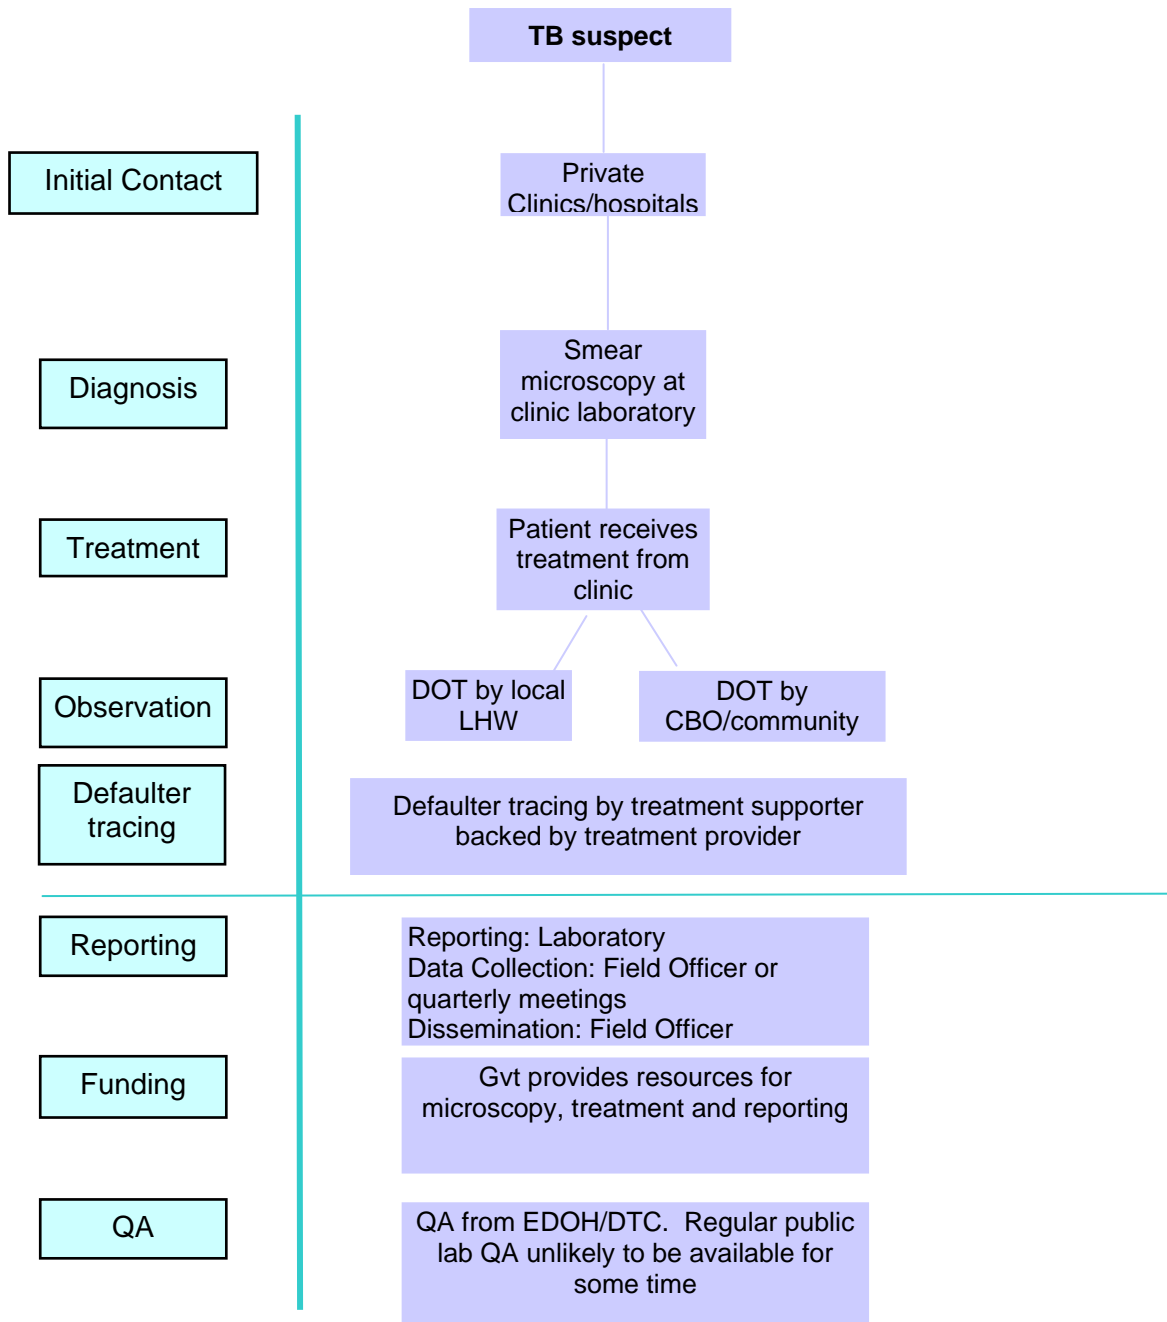 TB suspect
Initial Contact
Private
Clinics/hospitals
Diagnosis
Smear
microscopy at
clinic laboratory
Treatment
Patient receives
treatment from
clinic
Observation
DOT by local
LHW
DOT by
CBO/community
Defaulter
tracing
Defaulter tracing by treatment supporter
backed by treatment provider
Reporting
Reporting: Laboratory
Data Collection: Field Officer or
quarterly meetings
Dissemination: Field Officer
Funding
Gvt provides resources for
microscopy, treatment and reporting
QA
QA from EDOH/DTC.  Regular public
lab QA unlikely to be available for
some time